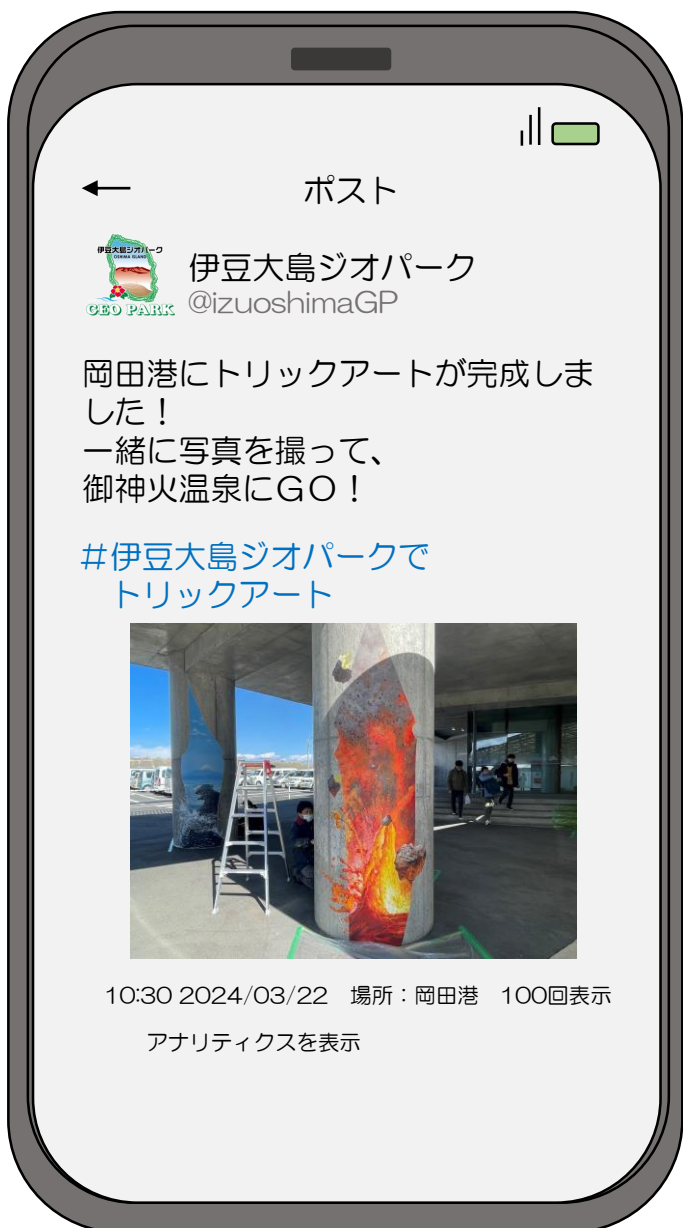 ポスト
伊豆大島ジオパーク
OSHIMA ISLAND
GEO PARK
伊豆大島ジオパーク
@izuoshimaGP
岡田港にトリックアートが完成しま
した！
一緒に写真を撮って、
御神火温泉にＧＯ！
＃伊豆大島ジオパークで
トリックアート
10:30 2024/03/22　場所：岡田港　100回表示
アナリティクスを表示